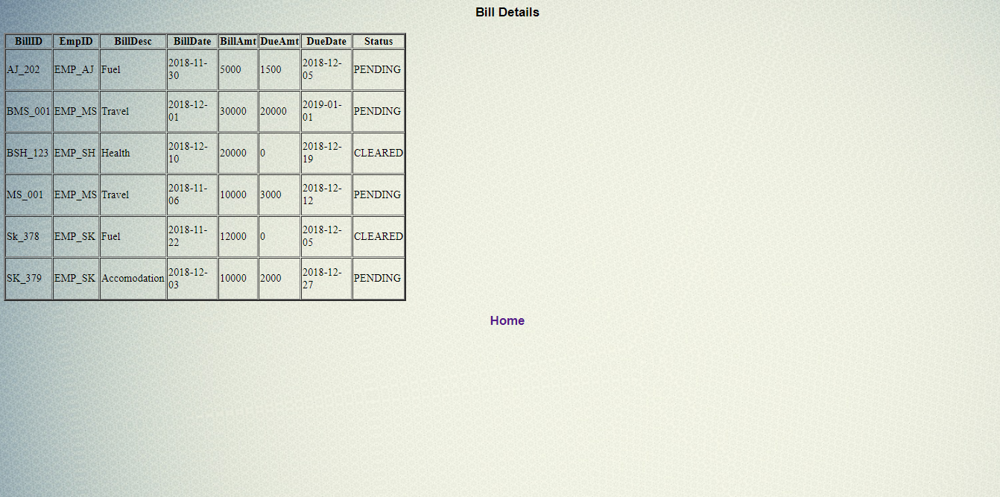 Bill Details
BillID EmpID BillDesc BillDate BillAmt DueAmt DueDate Status
AJ_202 EMP_AJ Fuel 2018-11-30 5000 1500 2018-12-05 PENDING
BMS_001 EMP_MS Travel 2018-12-01 30000 20000 2019-01-01 PENDING
BSH_123 EMP_SH Health 2018-12-10 20000 0 2018-12-19 CLEARED
MS_001 EMP_MS Travel 2018-11-06 10000 3000 2018-12-12 PENDING
Sk_378 EMP_SK Fuel 2018-11-22 12000 0 2018-12-05 CLEARED
SK_379 EMP_SK Accomodation 2018-12-03 10000 2000 2018-12-27 PENDING
Home